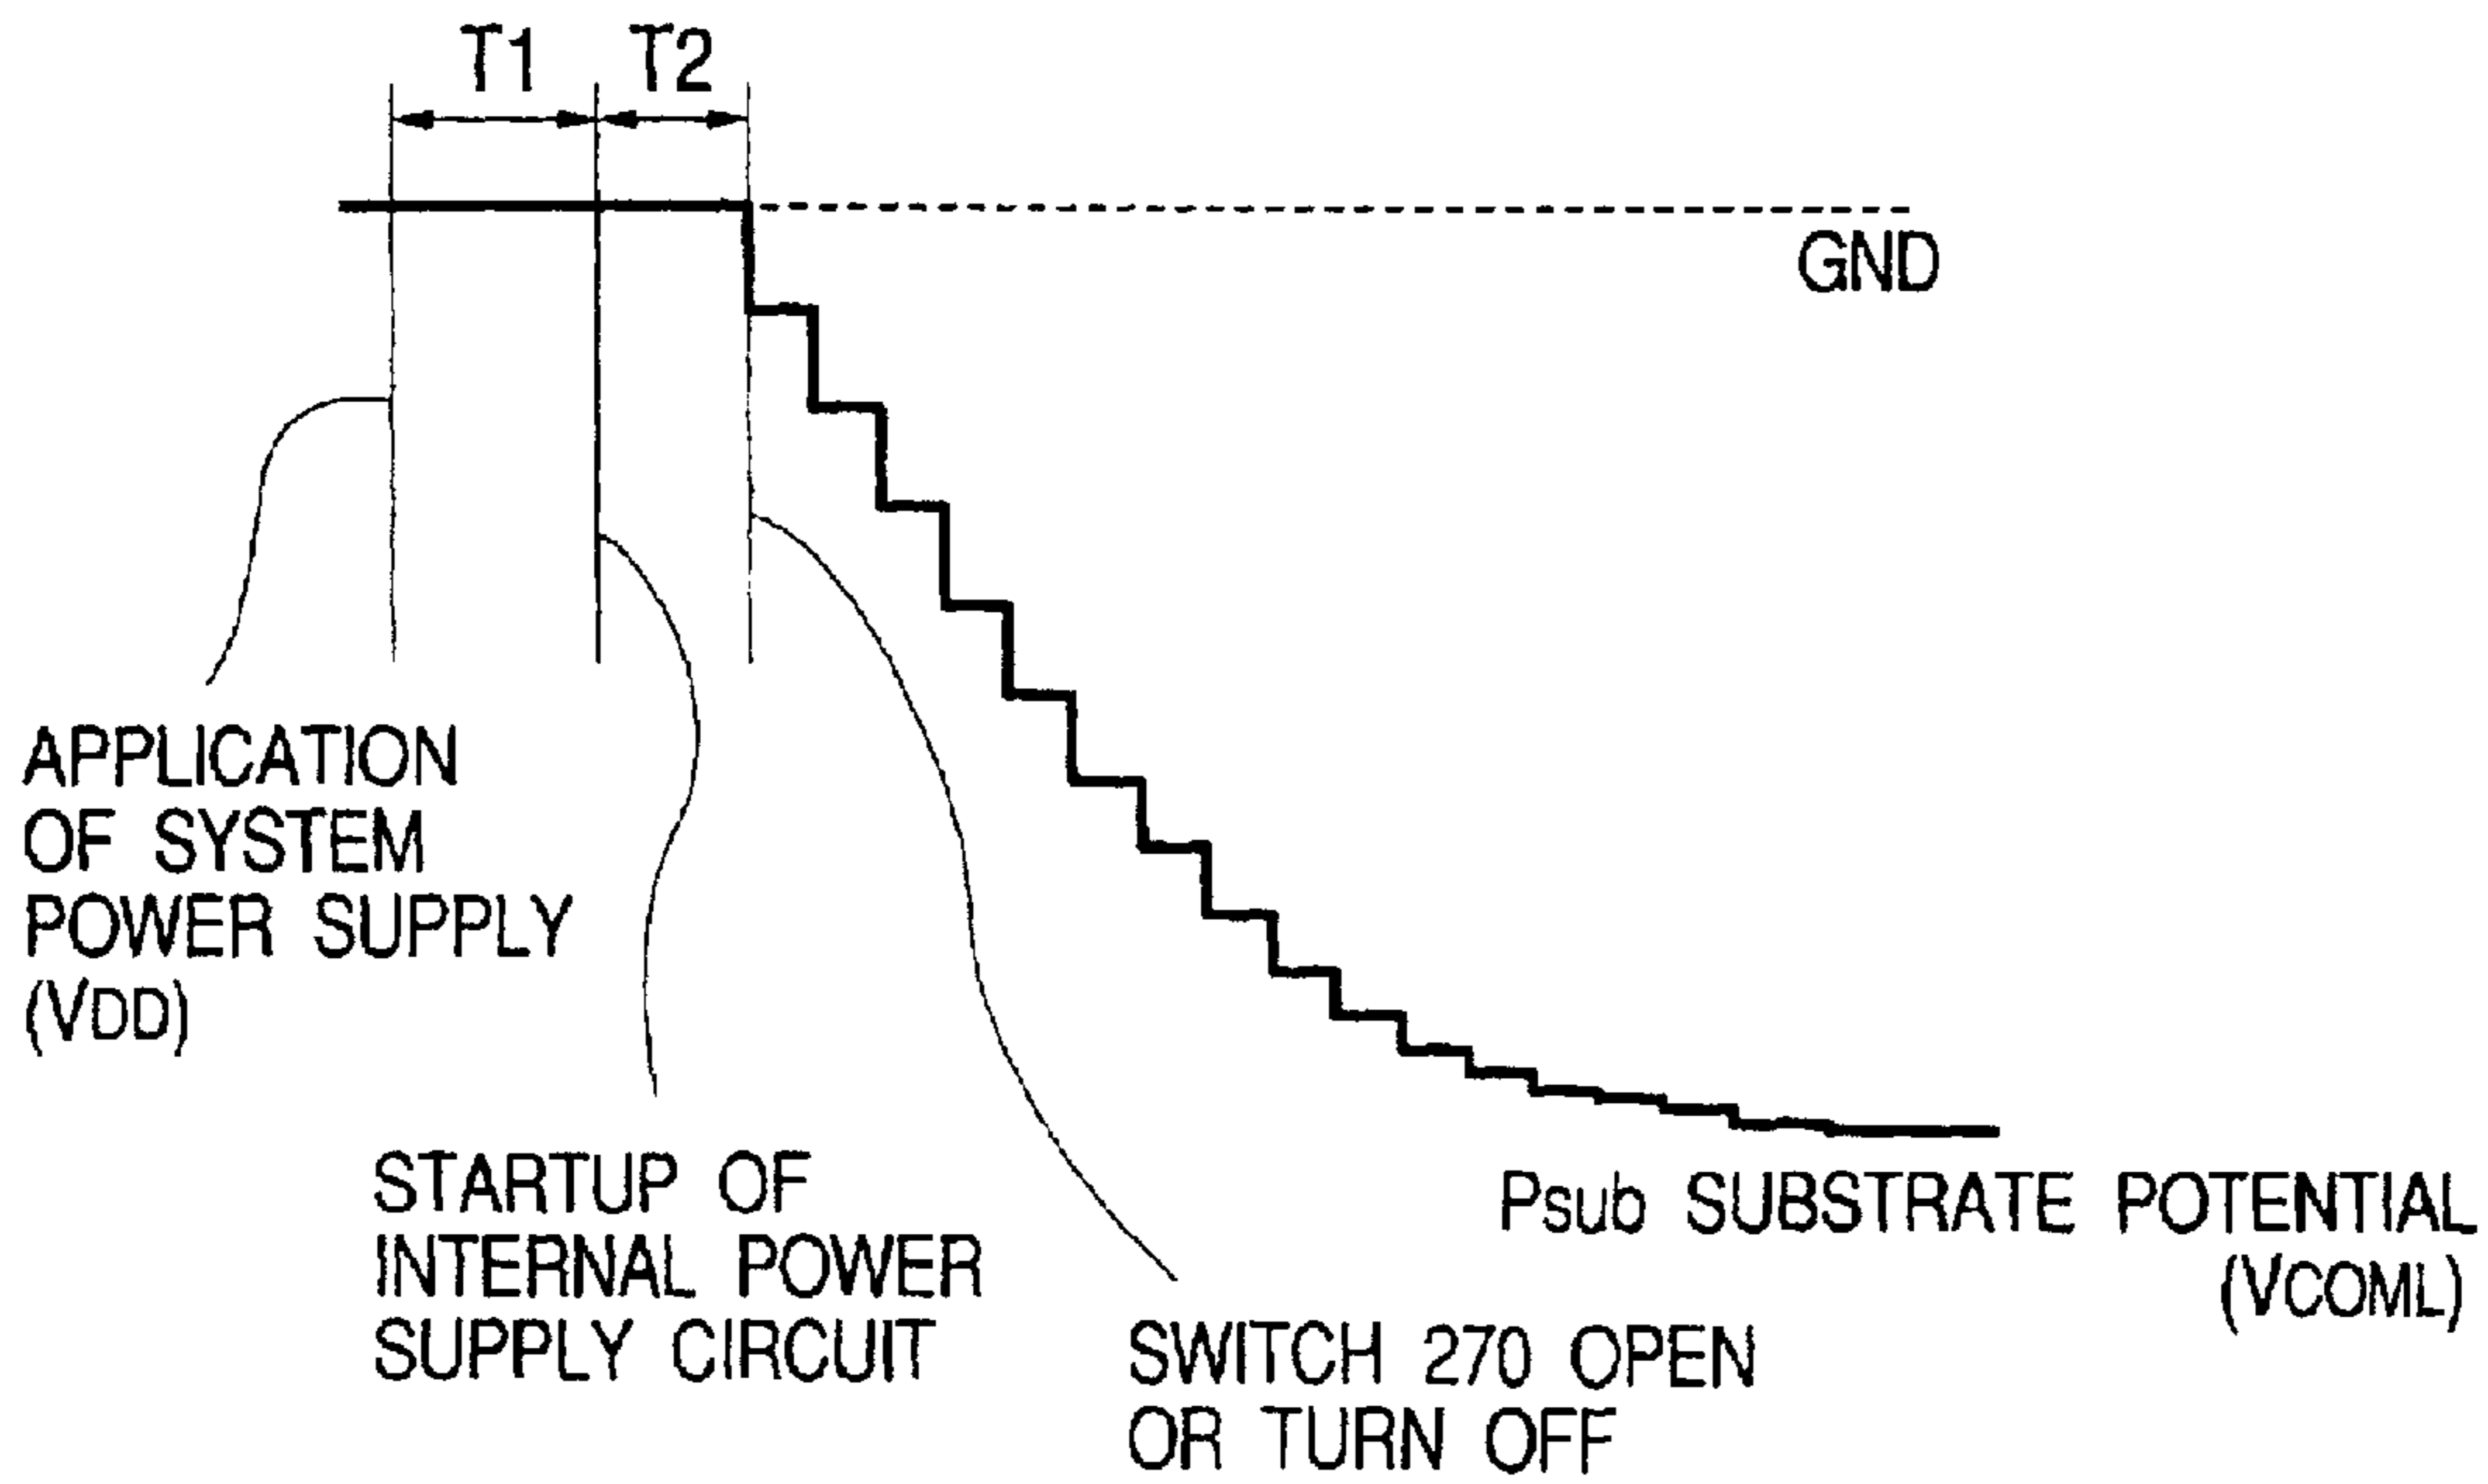 T1 T2
GND
APPLICATION
OF SYSTEM
POWER SUPPLY
(VDD)
STARTUP OF
INTERNAL POWER
SUPPLY CIRCUIT
SWITCH 270 OPEN
OR TURN OFF
Psub SUBSTRATE POTENTIAL
(VCOML)